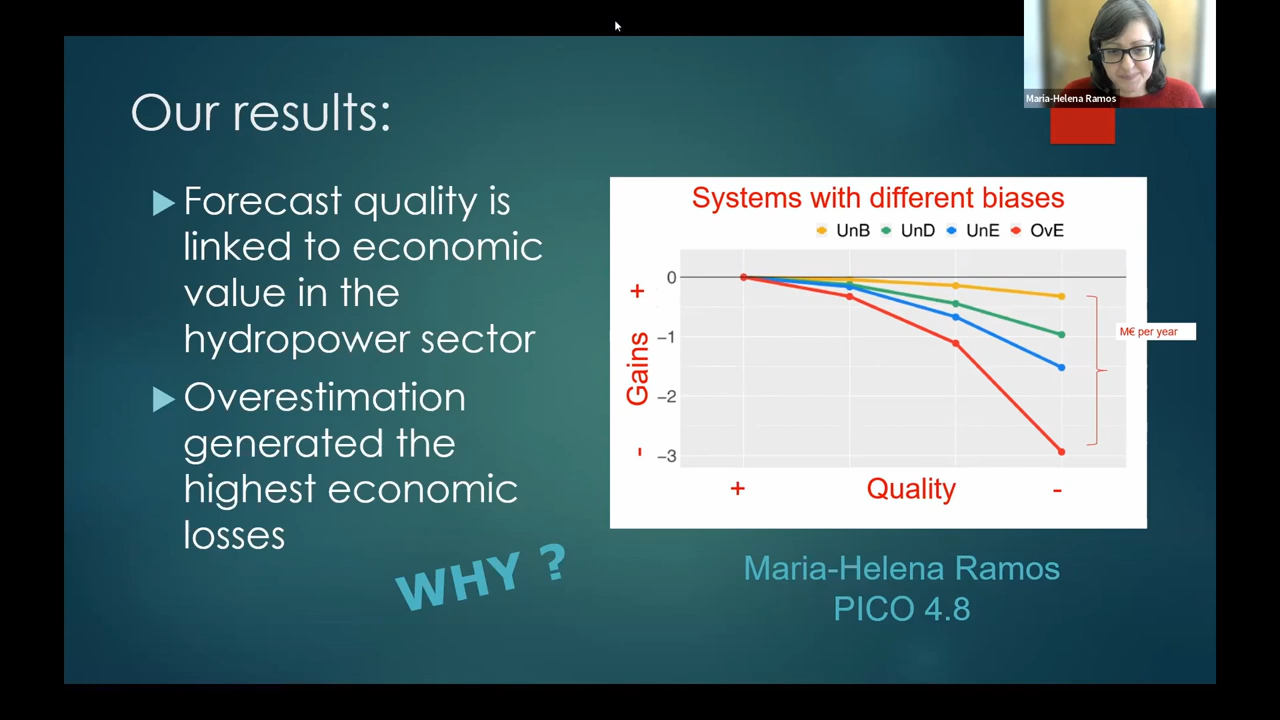 Maria-Helena Ramos
Our results:
Forecast quality is
linked to economic
value in the
hydropower sector
Overestimation
generated the
highest economic
losses
WHY ?
Systems with different biases
UnB UnD UnE OvE
0
−1
−2
−3
+
Gains
-
M€ per year
+ Quality -
Maria-Helena Ramos
PICO 4.8